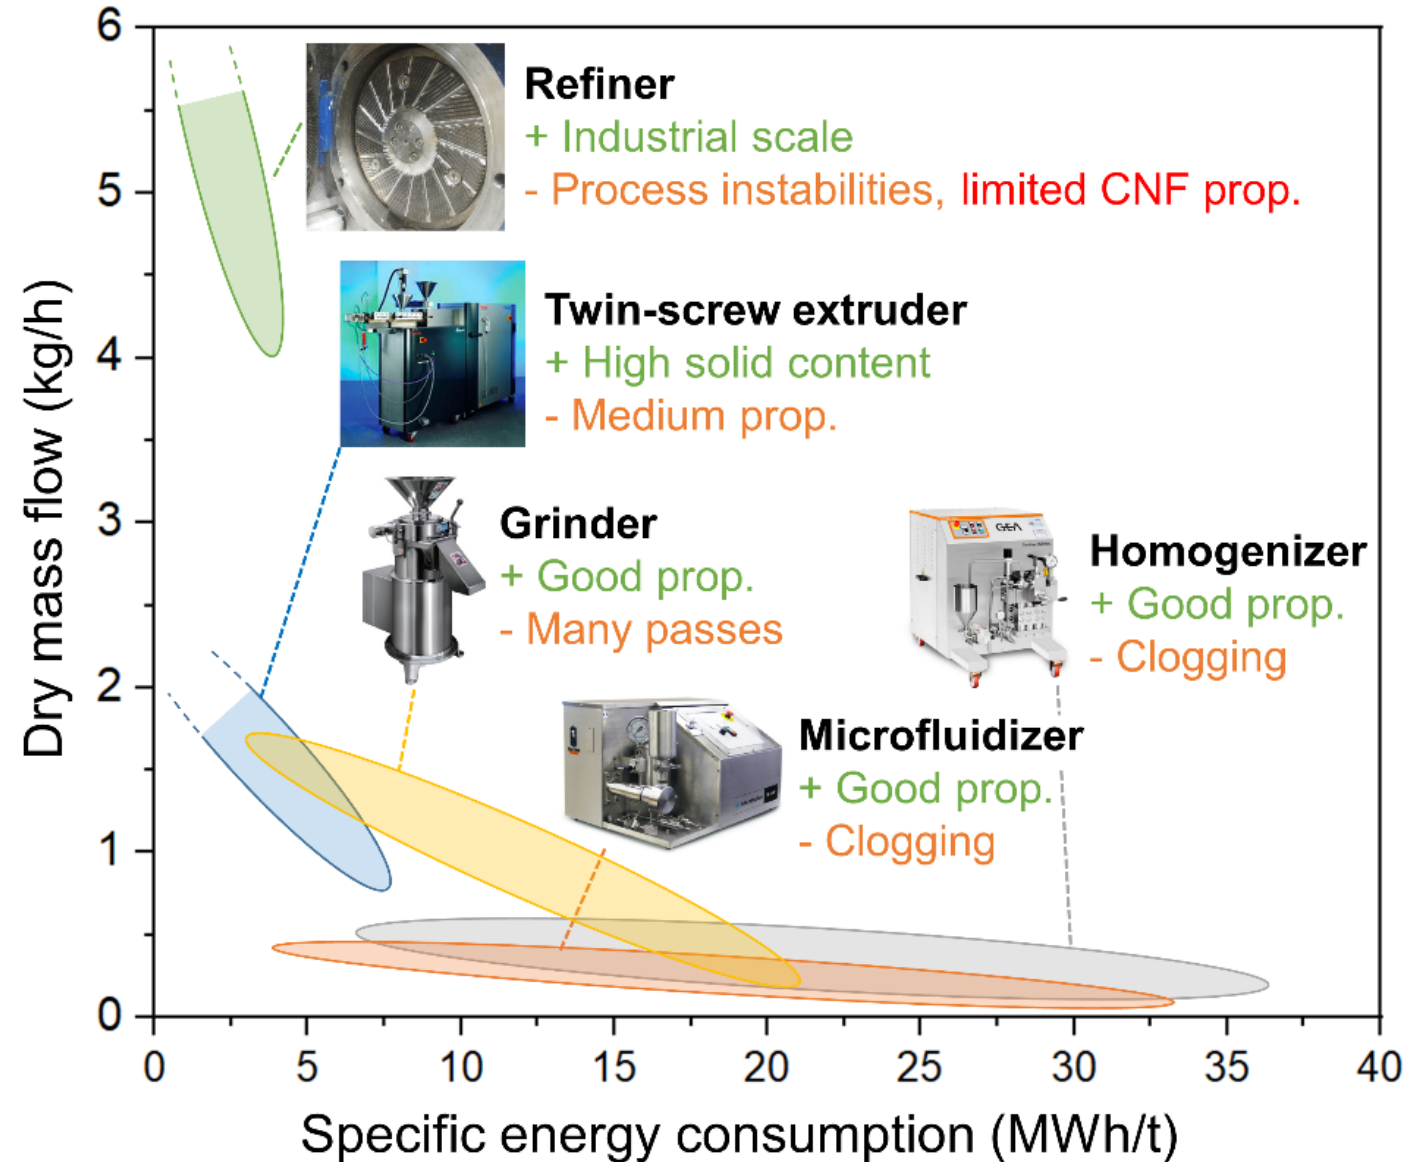 6
5
4
3
2
1
0
Dry mass flow (kg/h)
Refiner
+ Industrial scale
- Process instabilities, limited CNF prop.
Twin-screw extruder
+ High solid content
- Medium prop.
Grinder
+ Good prop.
- Many passes
Homogenizer
+ Good prop.
- Clogging
GEA
Microfluidizer
+ Good prop.
- Clogging
0 5 10 15 20 25 30 35 40
Specific energy consumption (MWh/t)